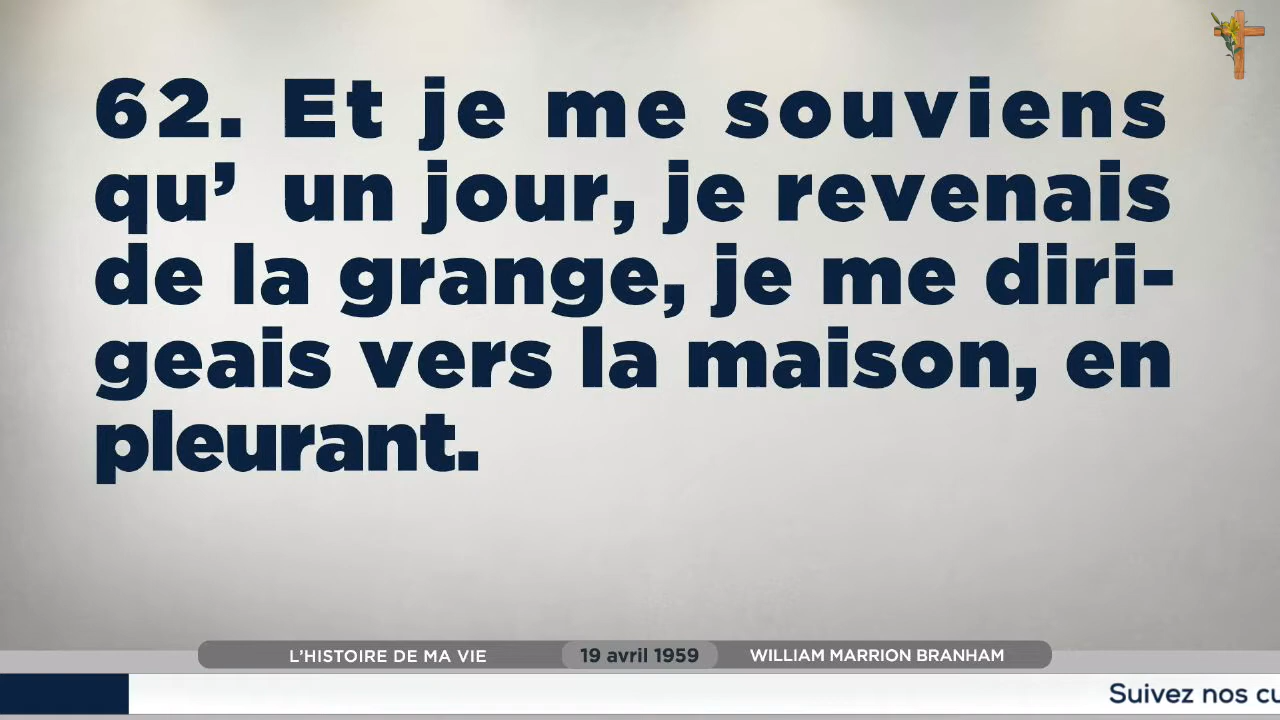 62. Et je me souviens
qu’ un jour, je revenais
de la grange, je me diri-
geais vers la maison, en
pleurant.
L’HISTOIRE DE MA VIE
19 avril 1959
WILLIAM MARRION BRANHAM
Suivez nos